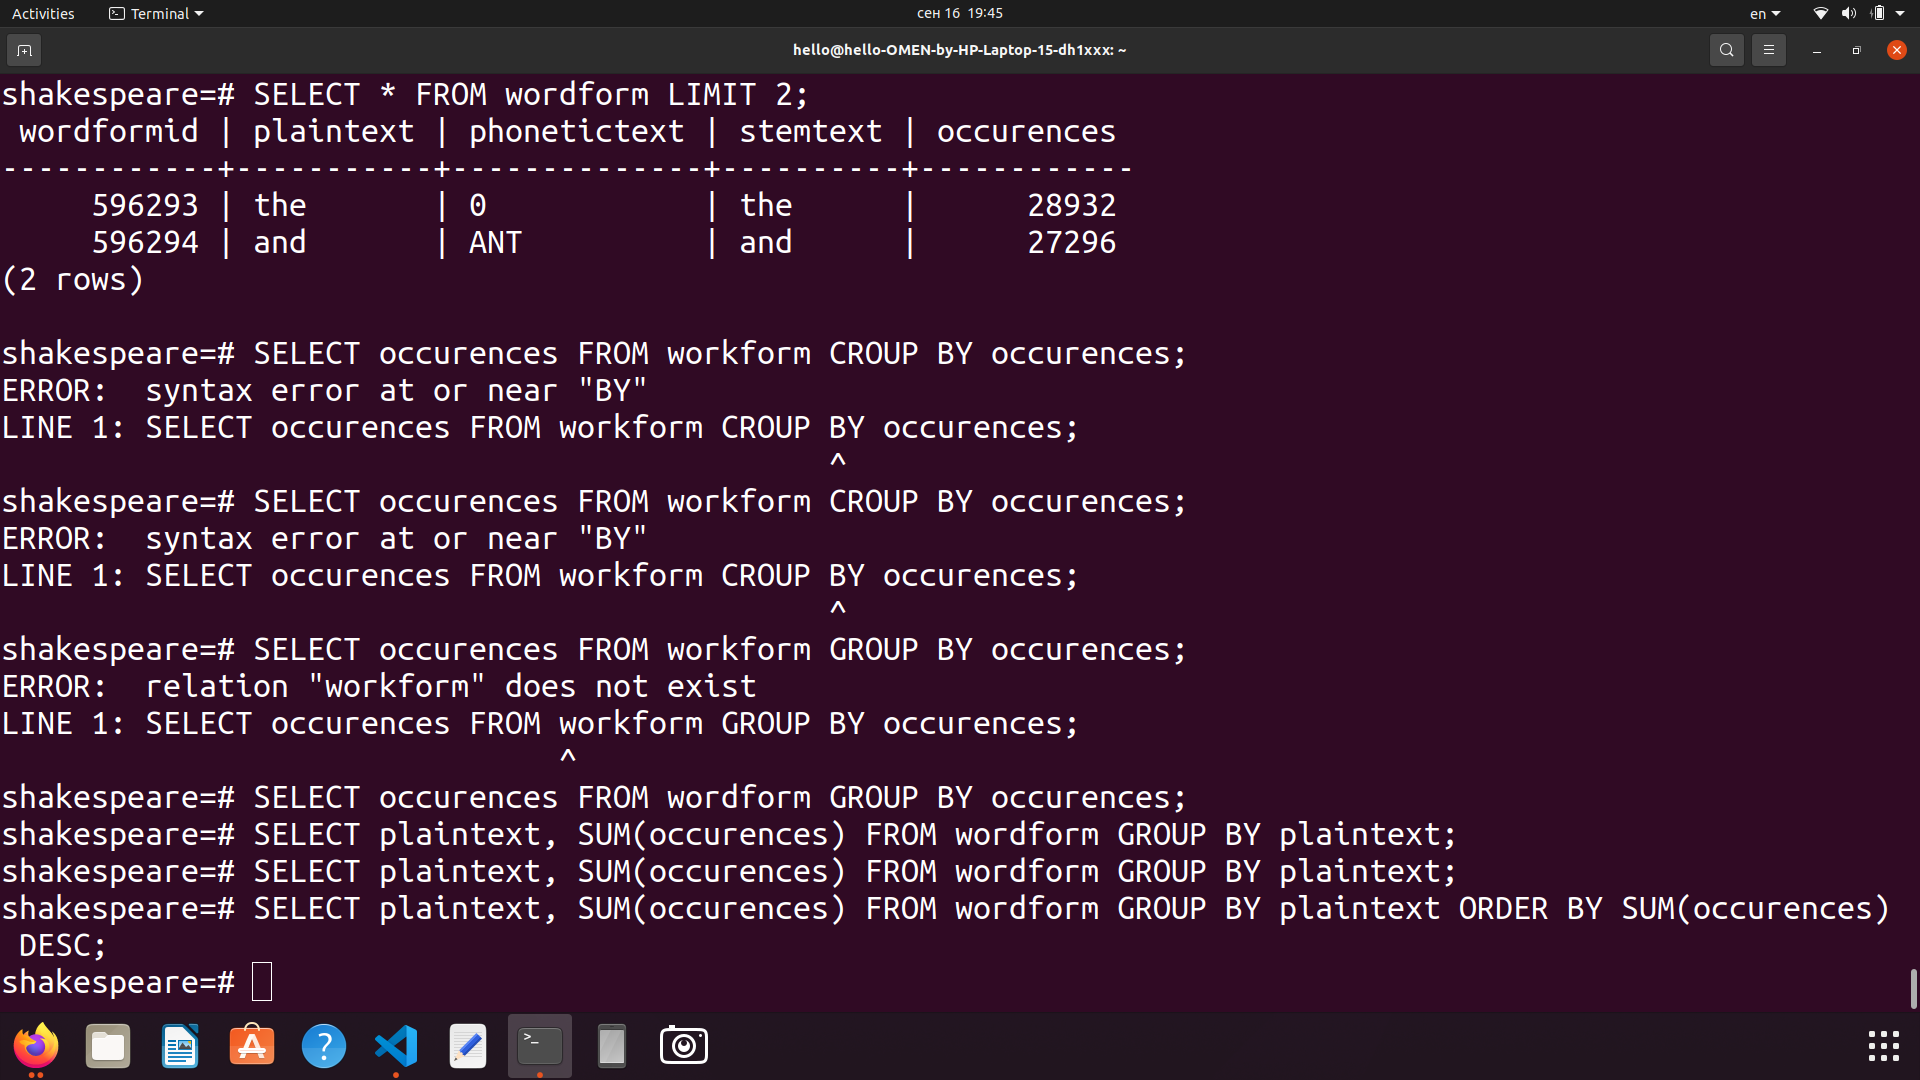 Activities Terminal сен 16 19:45 en
hello@hello-OMEN-by-HP-Laptop-15-dh1xxx: ~
shakespeare=# SELECT * FROM wordform LIMIT 2;
 wordformid | plaintext | phonetictext | stemtext | occurences
------------+-----------+--------------+----------+------------
     596293 | the       | 0            | the      |      28932
     596294 | and       | ANT          | and      |      27296
(2 rows)

shakespeare=# SELECT occurences FROM workform CROUP BY occurences;
ERROR:  syntax error at or near "BY"
LINE 1: SELECT occurences FROM workform CROUP BY occurences;
                                              ^
shakespeare=# SELECT occurences FROM workform CROUP BY occurences;
ERROR:  syntax error at or near "BY"
LINE 1: SELECT occurences FROM workform CROUP BY occurences;
                                              ^
shakespeare=# SELECT occurences FROM workform GROUP BY occurences;
ERROR:  relation "workform" does not exist
LINE 1: SELECT occurences FROM workform GROUP BY occurences;
                               ^
shakespeare=# SELECT occurences FROM wordform GROUP BY occurences;
shakespeare=# SELECT plaintext, SUM(occurences) FROM wordform GROUP BY plaintext;
shakespeare=# SELECT plaintext, SUM(occurences) FROM wordform GROUP BY plaintext;
shakespeare=# SELECT plaintext, SUM(occurences) FROM wordform GROUP BY plaintext ORDER BY SUM(occurences)
 DESC;
shakespeare=#